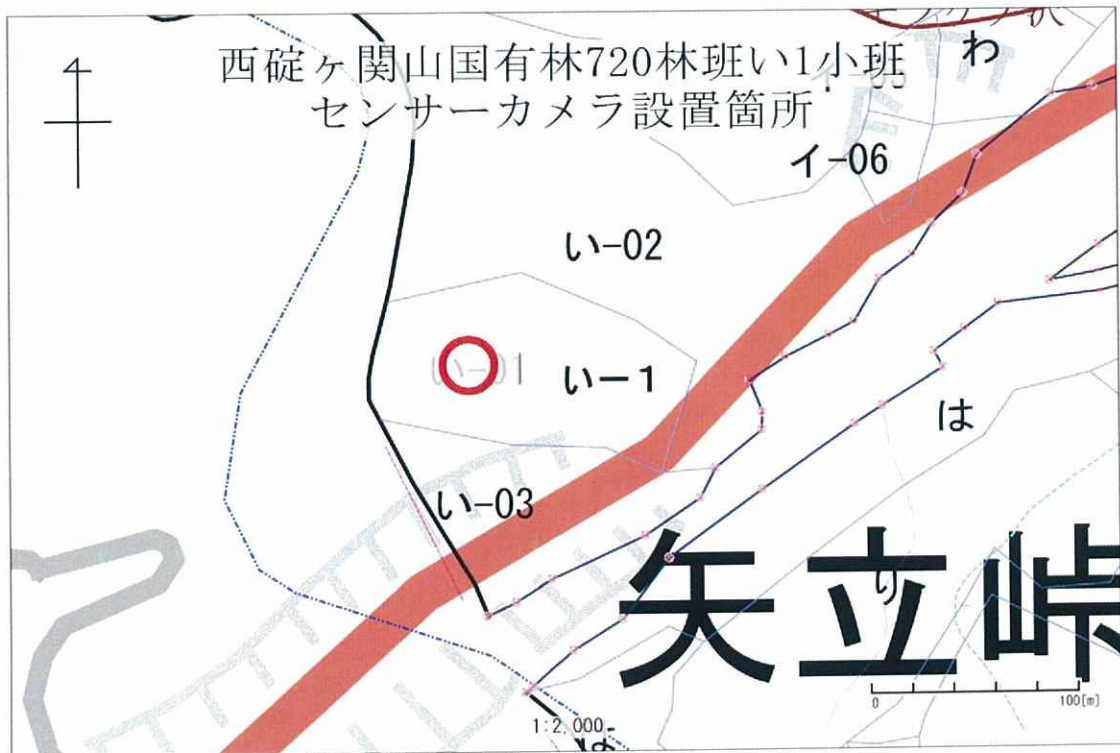 西碇ヶ関山国有林720林班い1小班
センサーカメラ設置箇所
わ
イ-06
い-02
い-01
いー1
は
い-03
矢立峠
り
0 100[m]
1:2,000